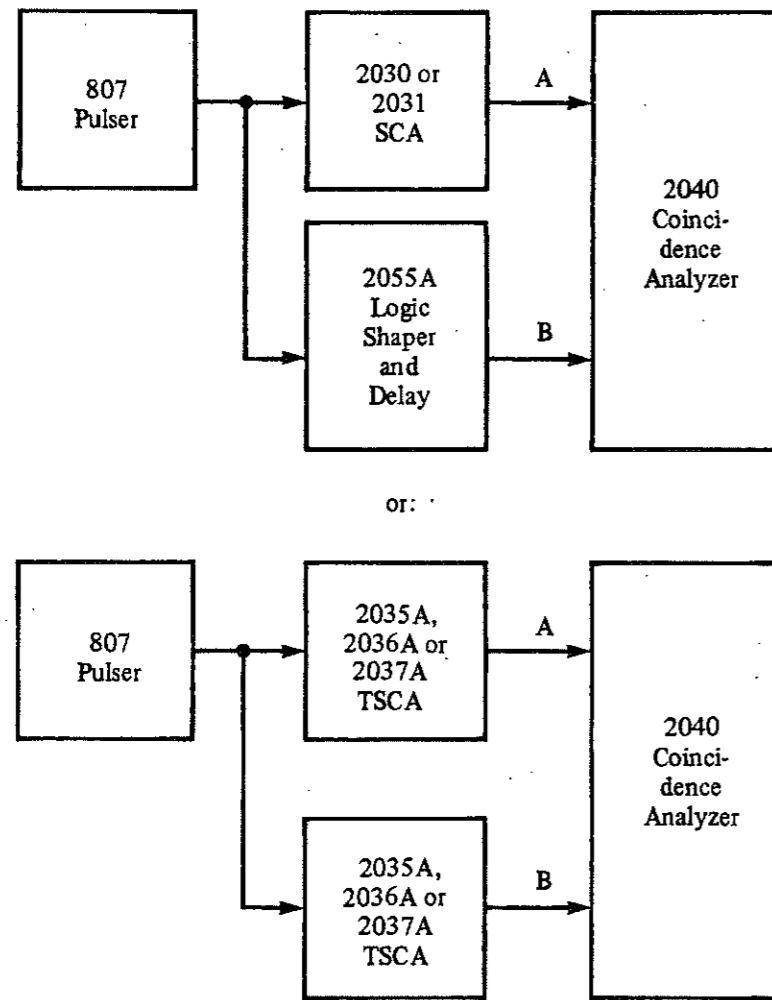 807
Pulser
2030 or
2031
SCA
A
2040
Coinci-
dence
Analyzer
2055A
Logic
Shaper
and
Delay
B
or:
807
Pulser
2035A,
2036A or
2037A
TSCA
A
2040
Coinci-
dence
Analyzer
2035A,
2036A or
2037A
TSCA
B